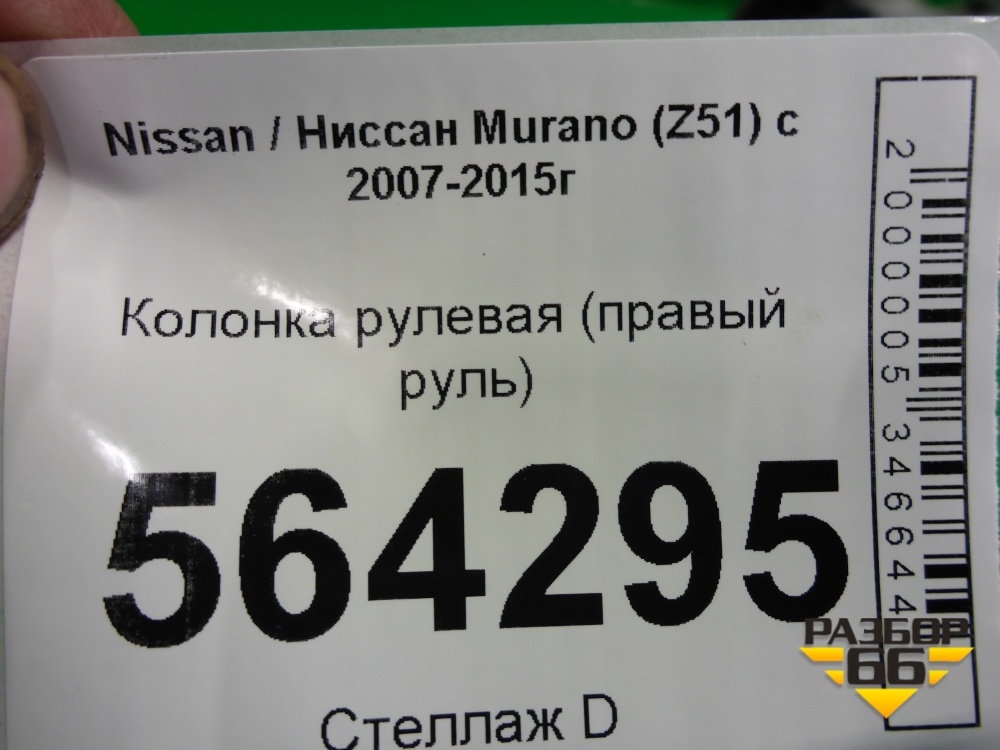 Nissan / Ниссан Murano (Z51) с
2007-2015г
Колонка рулевая (правый
руль)
564295
Стеллаж D
2000005346644
РАЗБОР
66